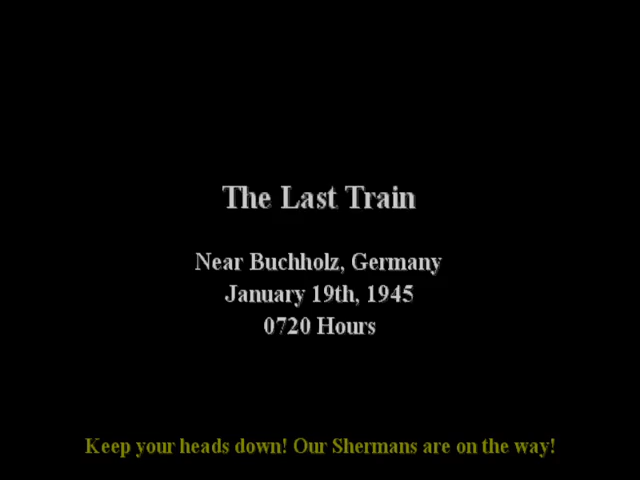 The Last Train
Near Buchholz, Germany
January 19th, 1945
0720 Hours
Keep your heads down! Our Shermans are on the way!